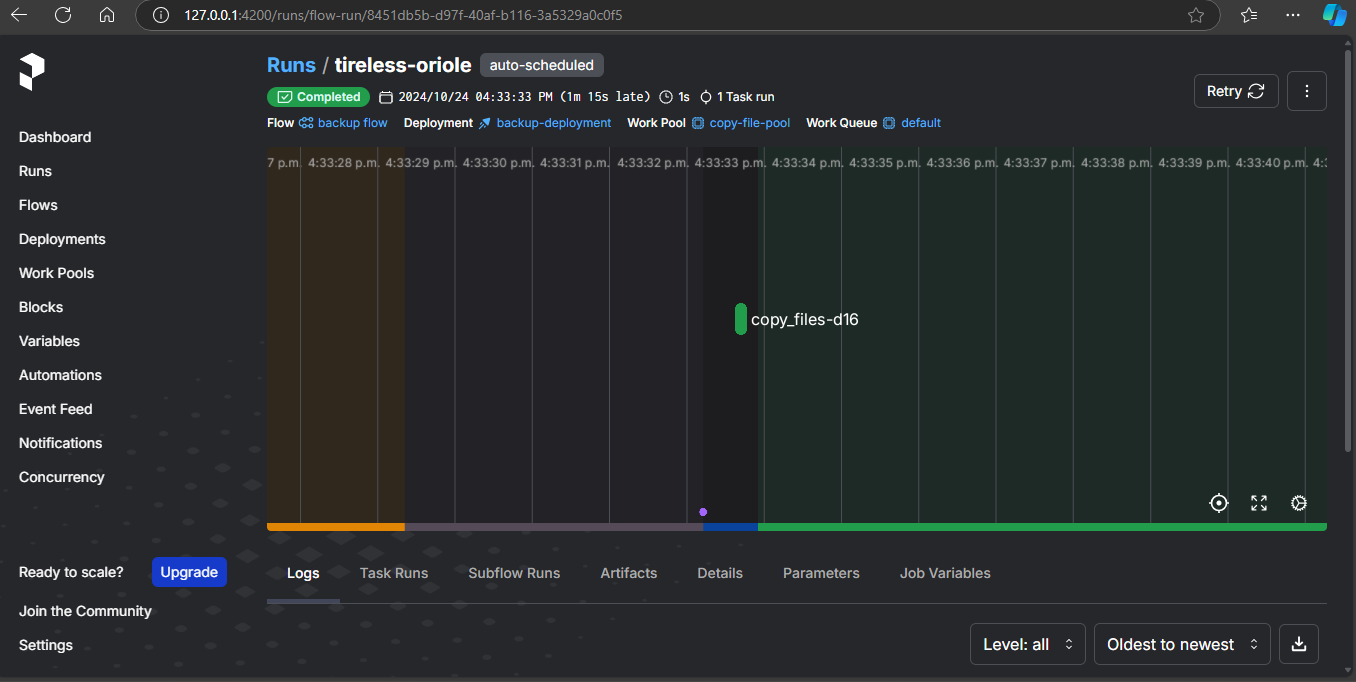 127.0.0.1:4200/runs/flow-run/8451db5b-d97f-40af-b116-3a5329a0c0f5
Runs / tireless-oriole auto-scheduled
Completed 2024/10/24 04:33:33 PM (1m 15s late) 1s 1 Task run
Retry
Flow backup flow Deployment backup-deployment Work Pool copy-file-pool Work Queue default
Dashboard
Runs
Flows
Deployments
Work Pools
Blocks
Variables
Automations
Event Feed
Notifications
Concurrency
Ready to scale? Upgrade
Join the Community
Settings
7 p.m. 4:33:28 p.m. 4:33:29 p.m. 4:33:30 p.m. 4:33:31 p.m. 4:33:32 p.m. 4:33:33 p.m. 4:33:34 p.m. 4:33:35 p.m. 4:33:36 p.m. 4:33:37 p.m. 4:33:38 p.m. 4:33:39 p.m. 4:33:40 p.m.
copy_files-d16
Logs Task Runs Subflow Runs Artifacts Details Parameters Job Variables
Level: all Oldest to newest